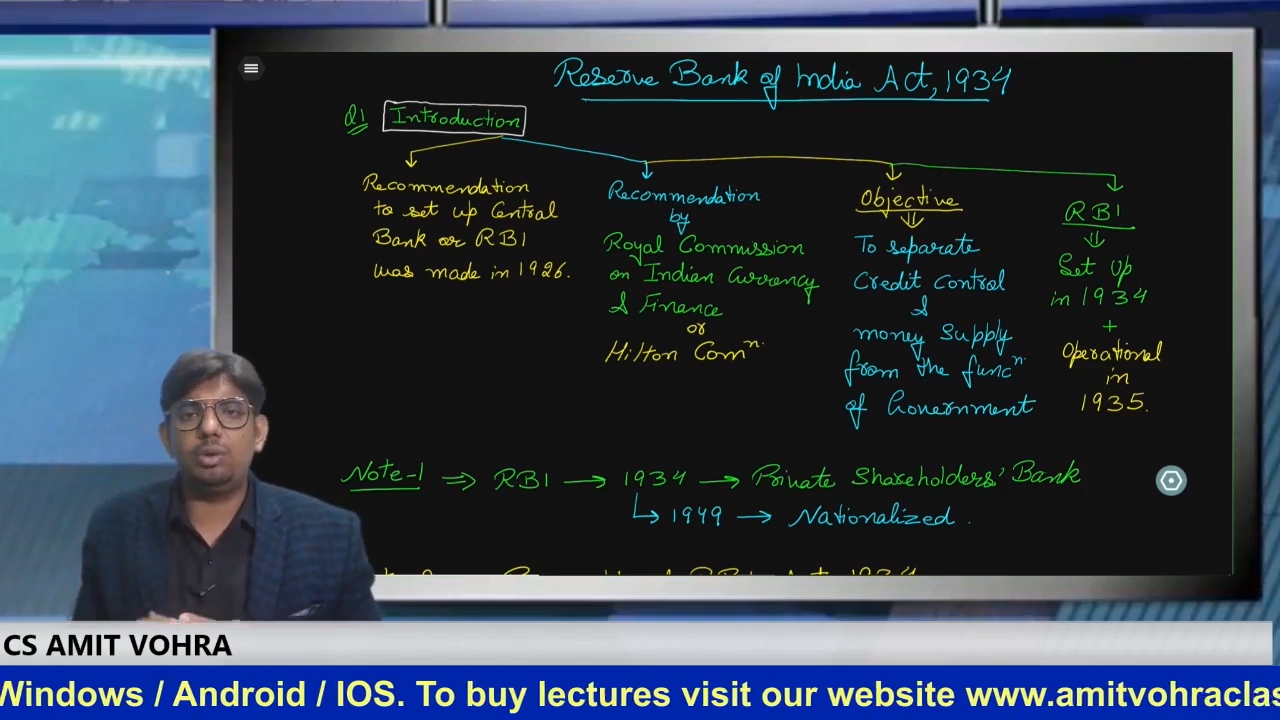 Reserve Bank of India Act, 1934
Q1 Introduction
Recommendation
to set up Central
Bank or RBI
was made in 1926.
Recommendation
by
Royal Commission
on Indian Currency
& Finance
or
Hilton Comⁿ.
Objective
To separate
Credit Control
&
money Supply
from the funcⁿ.
of Government
RBI
Set Up
in 1934
+
Operational
in
1935.
Note-1 ⇒ RBI → 1934 → Private Shareholders' Bank
↳ 1949 → Nationalized.
CS AMIT VOHRA
Windows / Android / IOS. To buy lectures visit our website www.amitvohraclas